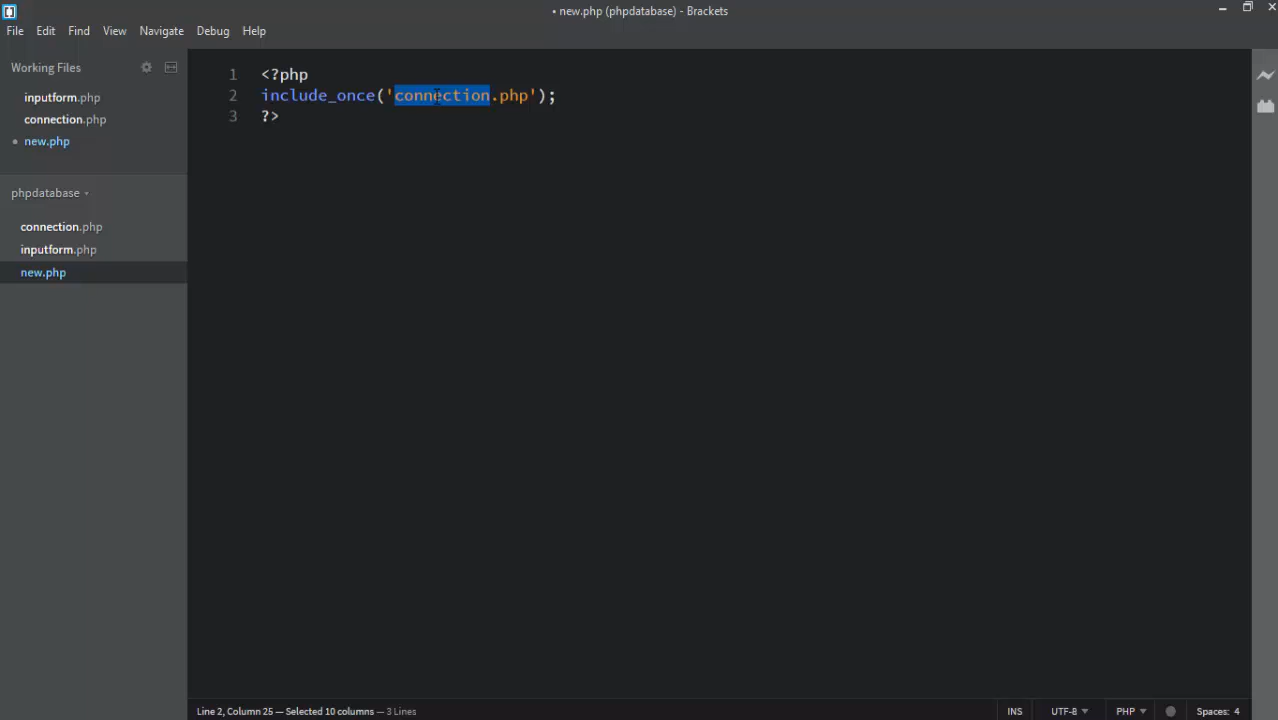 • new.php (phpdatabase) - Brackets
File Edit Find View Navigate Debug Help
Working Files
inputform.php
connection.php
• new.php
phpdatabase
connection.php
inputform.php
new.php
1 <?php
2 include_once('connection.php');
3 ?>
Line 2, Column 25 — Selected 10 columns — 3 Lines
INS UTF-8 PHP Spaces: 4